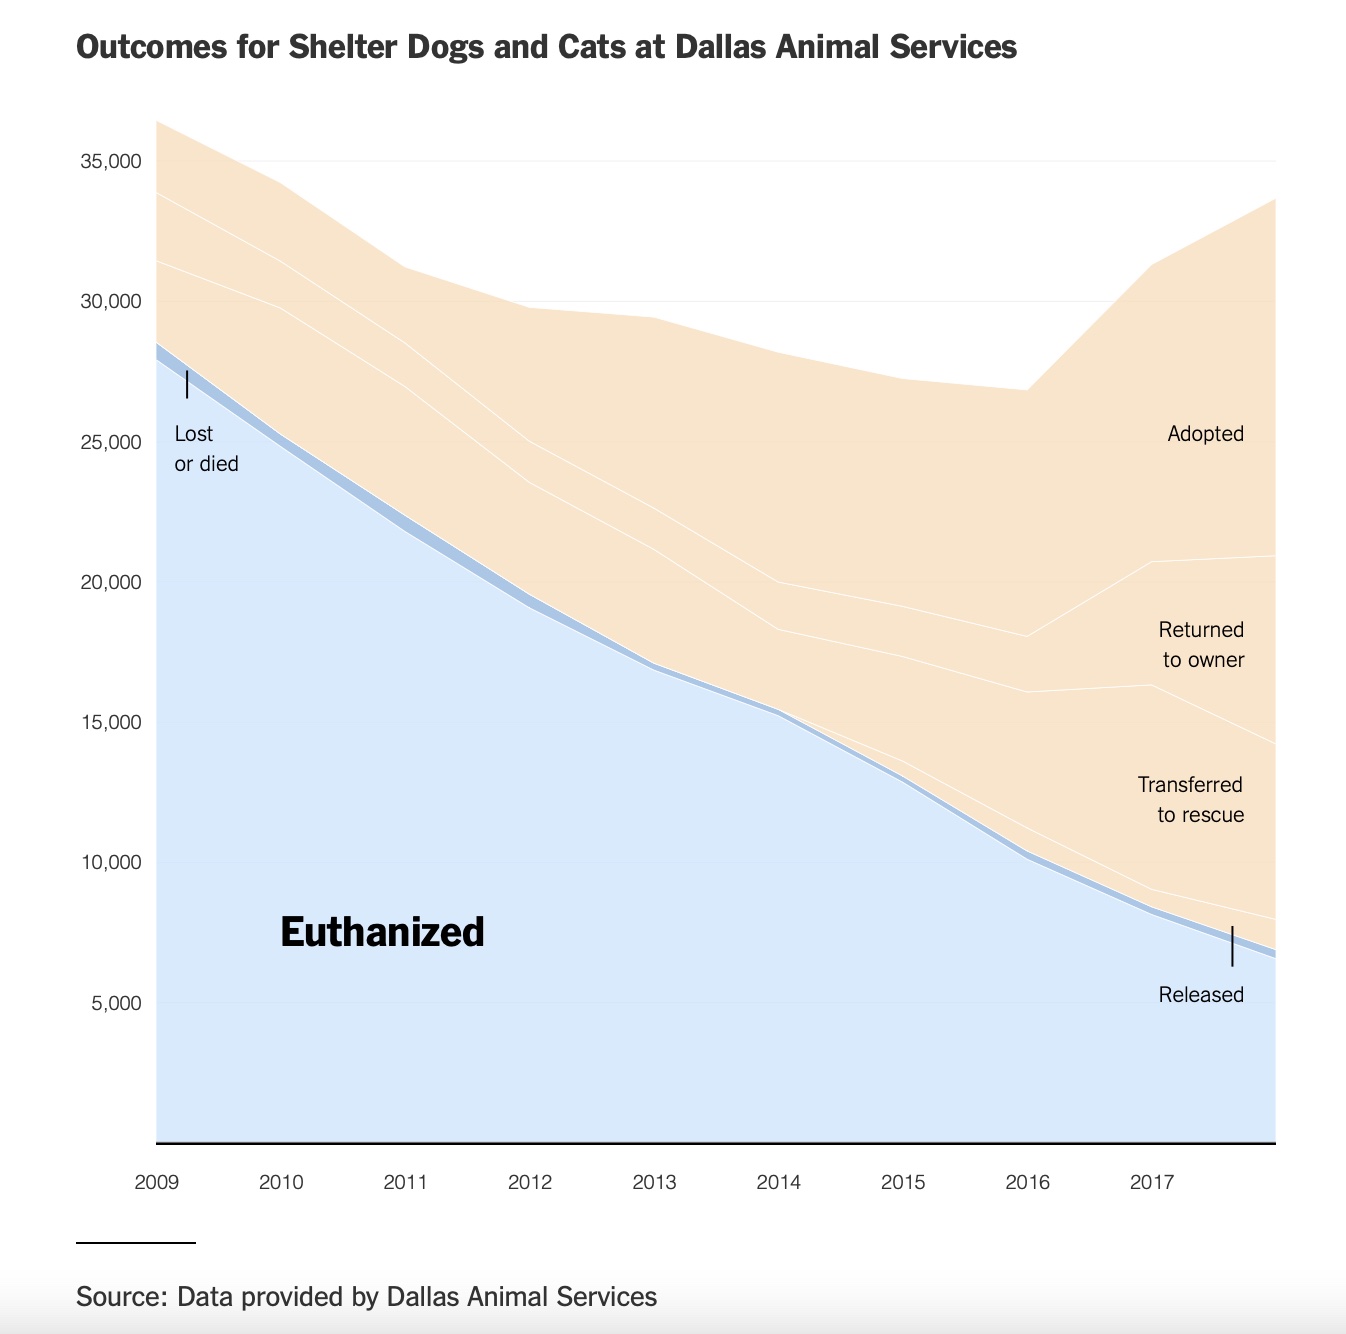 Outcomes for Shelter Dogs and Cats at Dallas Animal Services
35,000
30,000
25,000
20,000
15,000
10,000
5,000
Lost
or died
Adopted
Returned
to owner
Transferred
to rescue
Euthanized
Released
2009 2010 2011 2012 2013 2014 2015 2016 2017
Source: Data provided by Dallas Animal Services